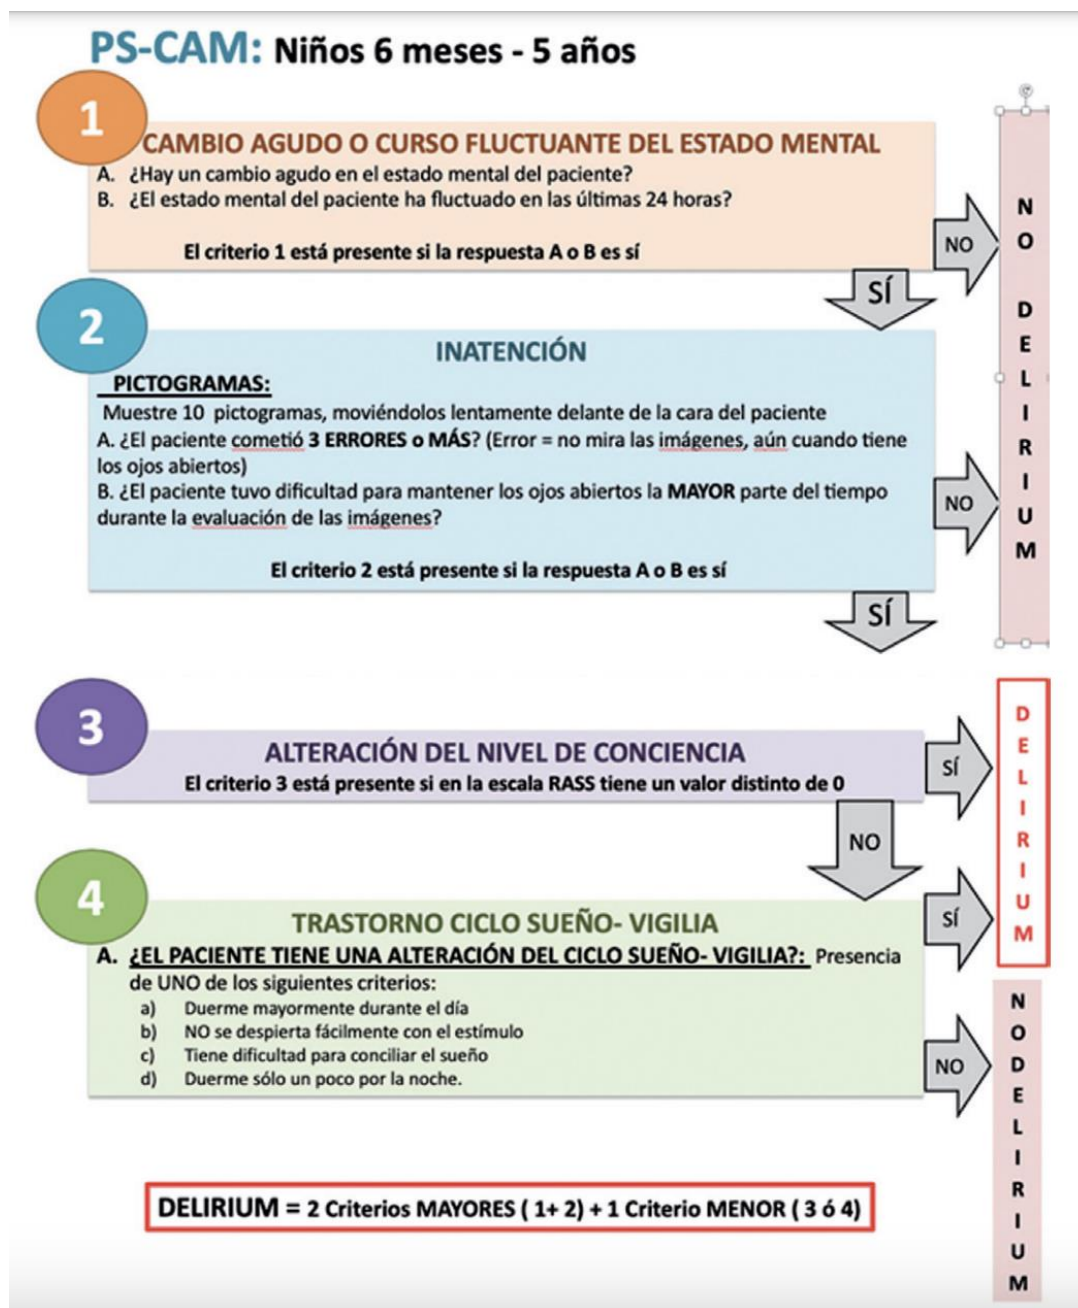 PS-CAM: Niños 6 meses - 5 años
1
CAMBIO AGUDO O CURSO FLUCTUANTE DEL ESTADO MENTAL
A. ¿Hay un cambio agudo en el estado mental del paciente?
B. ¿El estado mental del paciente ha fluctuado en las últimas 24 horas?
El criterio 1 está presente si la respuesta A o B es sí
NO
SÍ
NO DELIRIUM
2
INATENCIÓN
PICTOGRAMAS:
Muestre 10 pictogramas, moviéndolos lentamente delante de la cara del paciente
A. ¿El paciente cometió 3 ERRORES o MÁS? (Error = no mira las imágenes, aún cuando tiene
los ojos abiertos)
B. ¿El paciente tuvo dificultad para mantener los ojos abiertos la MAYOR parte del tiempo
durante la evaluación de las imágenes?
El criterio 2 está presente si la respuesta A o B es sí
NO
SÍ
3
ALTERACIÓN DEL NIVEL DE CONCIENCIA
El criterio 3 está presente si en la escala RASS tiene un valor distinto de 0
SÍ
NO
DELIRIUM
4
TRASTORNO CICLO SUEÑO- VIGILIA
A. ¿EL PACIENTE TIENE UNA ALTERACIÓN DEL CICLO SUEÑO- VIGILIA?: Presencia
de UNO de los siguientes criterios:
a) Duerme mayormente durante el día
b) NO se despierta fácilmente con el estímulo
c) Tiene dificultad para conciliar el sueño
d) Duerme sólo un poco por la noche.
SÍ
NO
NO DELIRIUM
DELIRIUM = 2 Criterios MAYORES ( 1+ 2) + 1 Criterio MENOR ( 3 ó 4)